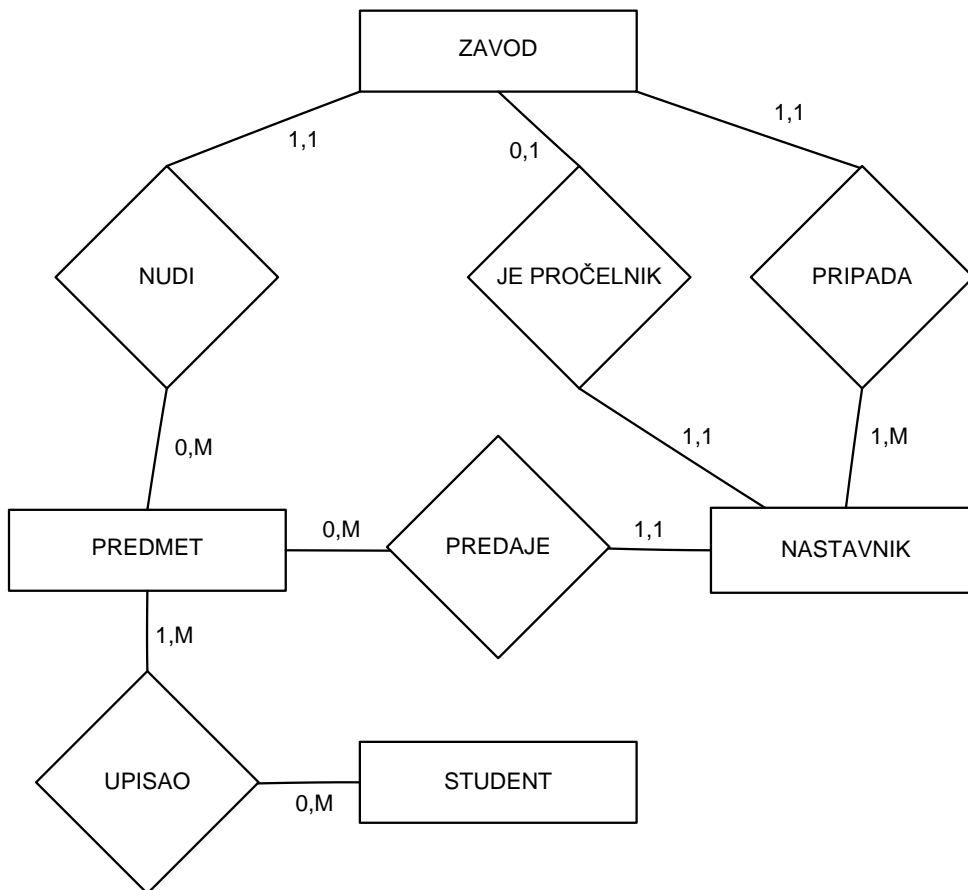 ZAVOD
1,1
0,1
1,1
NUDI
JE PROČELNIK
PRIPADA
0,M
1,1
1,M
PREDMET
0,M
PREDAJE
1,1
NASTAVNIK
1,M
UPISAO
0,M
STUDENT